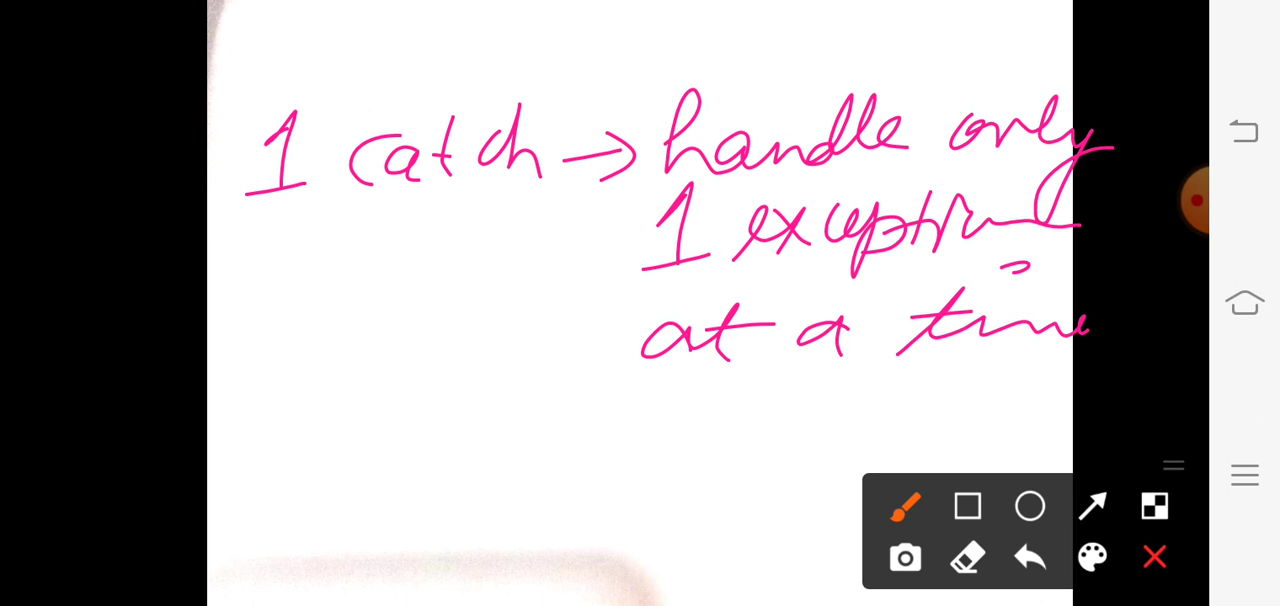 1 catch → handle only
1 exception
at a time